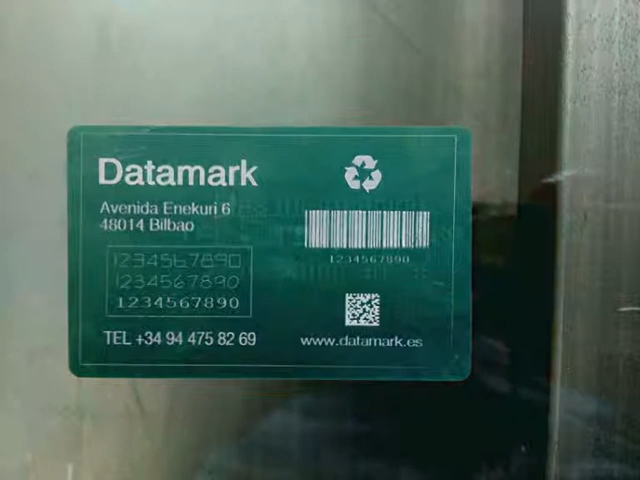 Datamark
Avenida Enekuri 6
48014 Bilbao
1234567890
1234567890
1234567890
TEL +34 94 475 82 69
1234567890
www.datamark.es